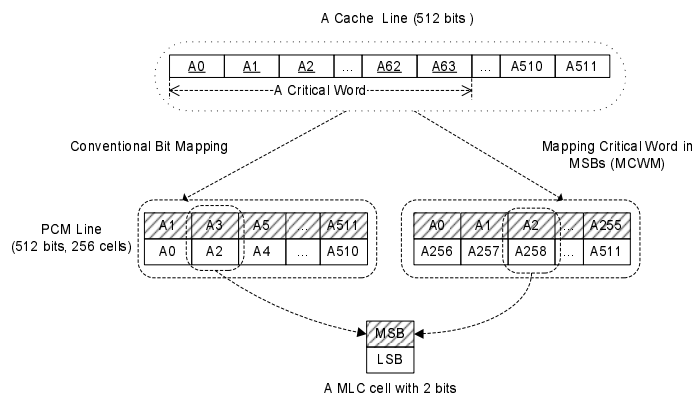 A Cache Line (512 bits )
A0 A1 A2 ... A62 A63 ... A510 A511
A Critical Word
Conventional Bit Mapping
Mapping Critical Word in
MSBs (MCWM)
PCM Line
(512 bits, 256 cells)
A1 A3 A5 ... A511
A0 A2 A4 ... A510
A0 A1 A2 ... A255
A256 A257 A258 ... A511
MSB
LSB
A MLC cell with 2 bits